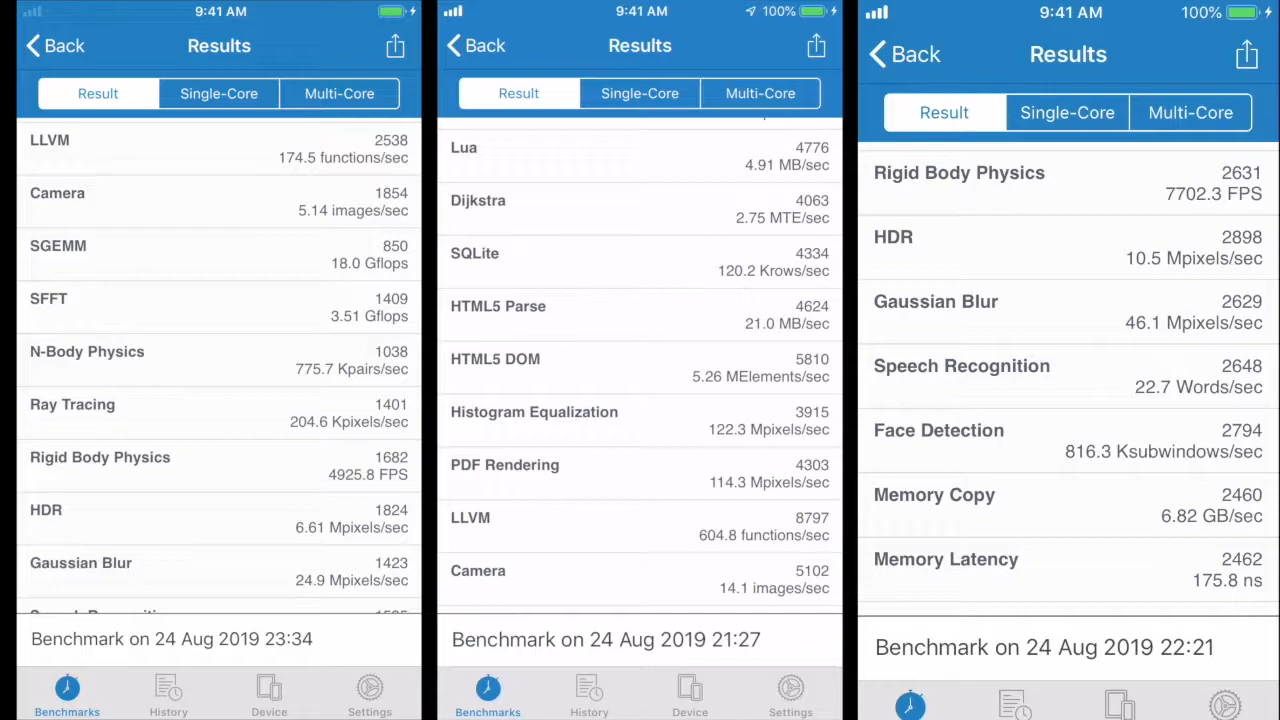 9:41 AM
Back
Results
Result
Single-Core
Multi-Core
LLVM
2538
174.5 functions/sec
Camera
1854
5.14 images/sec
SGEMM
850
18.0 Gflops
SFFT
1409
3.51 Gflops
N-Body Physics
1038
775.7 Kpairs/sec
Ray Tracing
1401
204.6 Kpixels/sec
Rigid Body Physics
1682
4925.8 FPS
HDR
1824
6.61 Mpixels/sec
Gaussian Blur
1423
24.9 Mpixels/sec
Benchmark on 24 Aug 2019 23:34
Benchmarks
History
Device
Settings
9:41 AM
100%
Back
Results
Result
Single-Core
Multi-Core
Lua
4776
4.91 MB/sec
Dijkstra
4063
2.75 MTE/sec
SQLite
4334
120.2 Krows/sec
HTML5 Parse
4624
21.0 MB/sec
HTML5 DOM
5810
5.26 MElements/sec
Histogram Equalization
3915
122.3 Mpixels/sec
PDF Rendering
4303
114.3 Mpixels/sec
LLVM
8797
604.8 functions/sec
Camera
5102
14.1 images/sec
Benchmark on 24 Aug 2019 21:27
Benchmarks
History
Device
Settings
9:41 AM
100%
Back
Results
Result
Single-Core
Multi-Core
Rigid Body Physics
2631
7702.3 FPS
HDR
2898
10.5 Mpixels/sec
Gaussian Blur
2629
46.1 Mpixels/sec
Speech Recognition
2648
22.7 Words/sec
Face Detection
2794
816.3 Ksubwindows/sec
Memory Copy
2460
6.82 GB/sec
Memory Latency
2462
175.8 ns
Benchmark on 24 Aug 2019 22:21